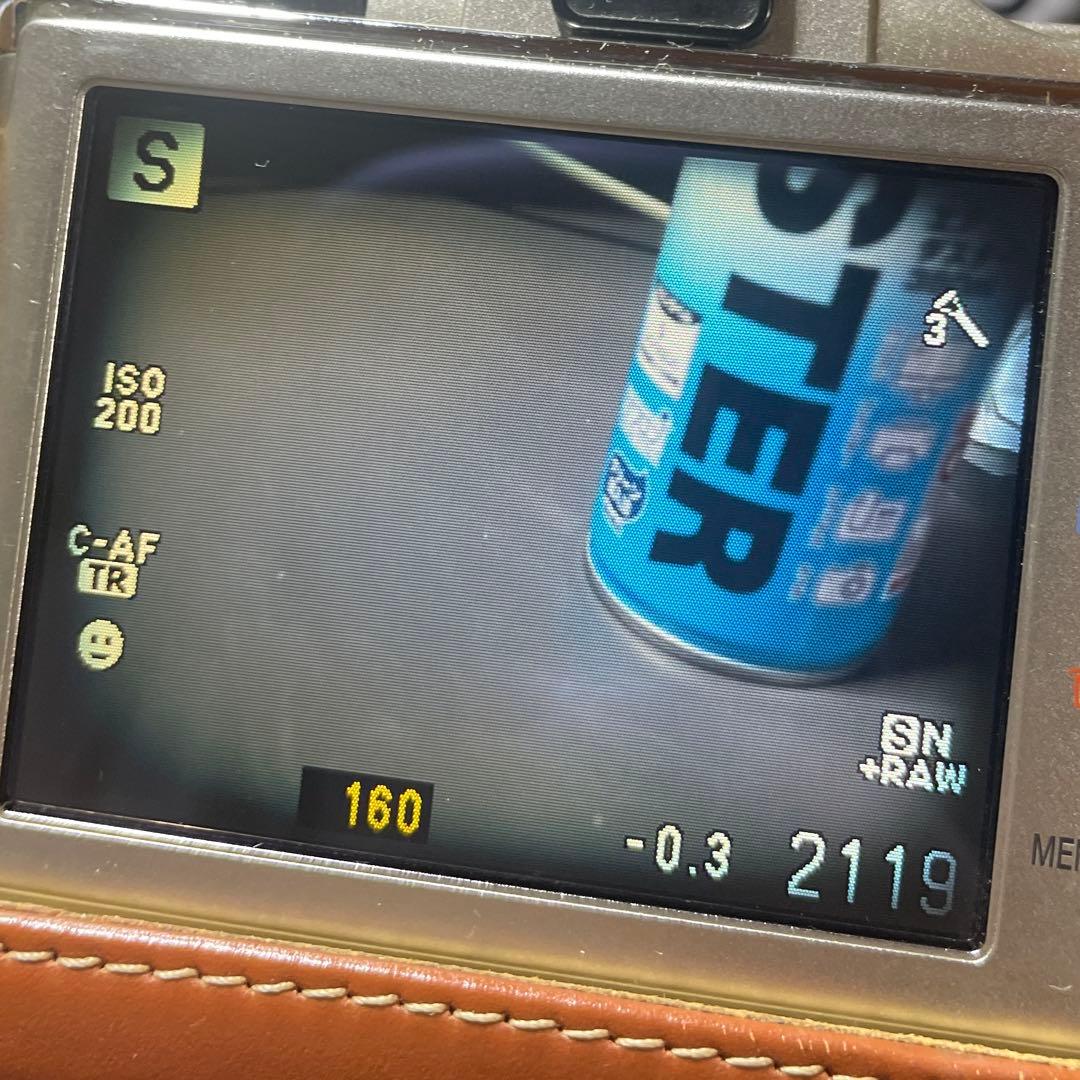 S
STER
3
ISO
200
C-AF
TR
SN
+RAW
160
-0.3
2119
MEN